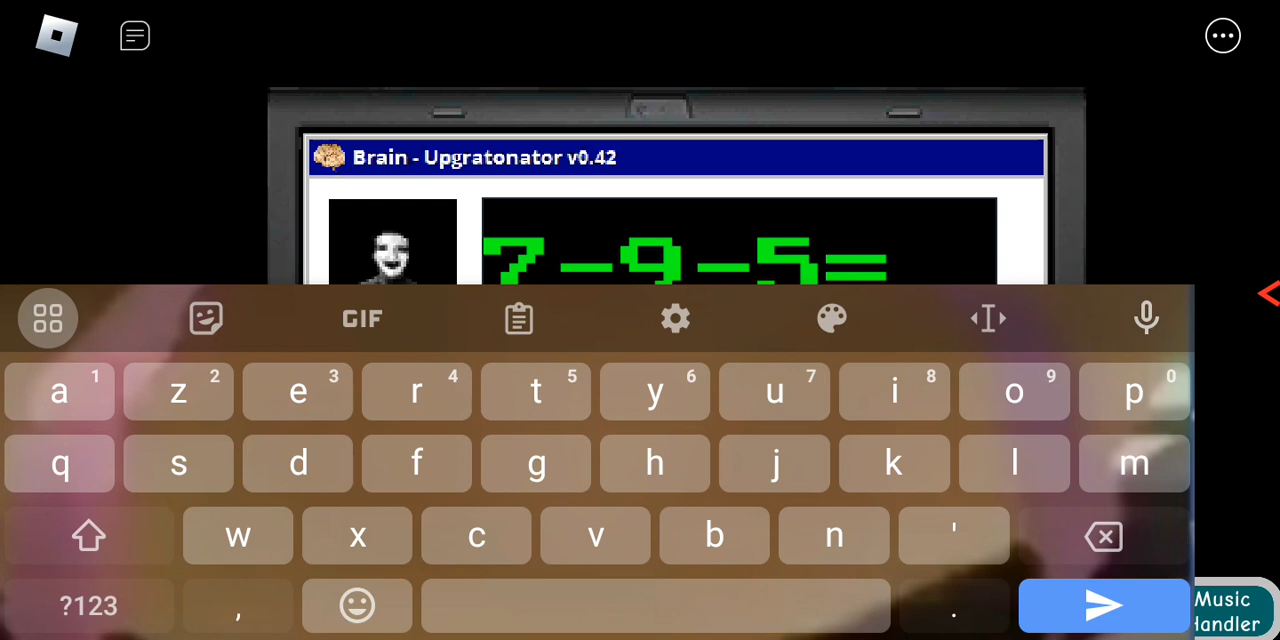 Brain - Upgratonator v0.42
7-9-5=
GIF
a 1 z 2 e 3 r 4 t 5 y 6 u 7 i 8 o 9 p 0
q s d f g h j k l m
w x c v b n '
?123 , .
Music
Handler